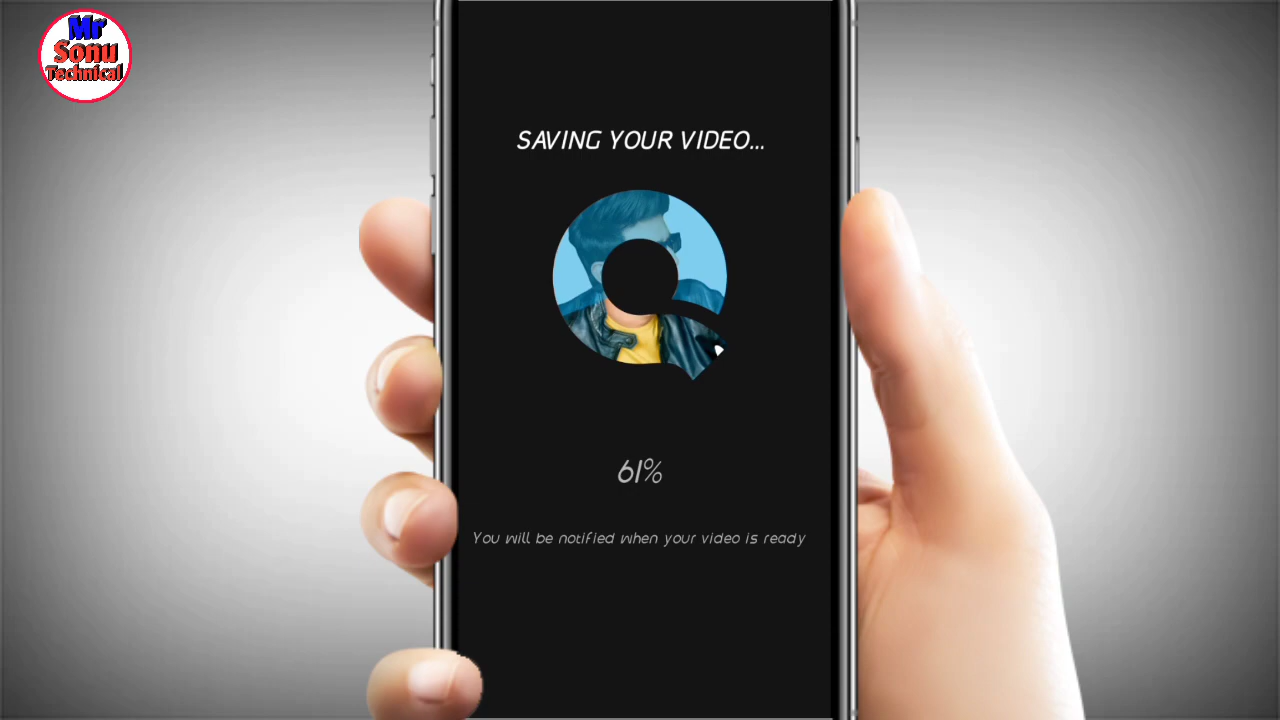 Mr
Sonu
Technical
SAVING YOUR VIDEO...
61%
You will be notified when your video is ready